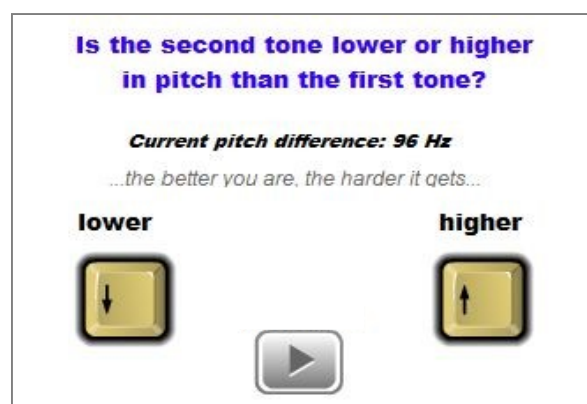 Is the second tone lower or higher
in pitch than the first tone?
Current pitch difference: 96 Hz
...the better you are, the harder it gets...
lower
higher
↓
↑